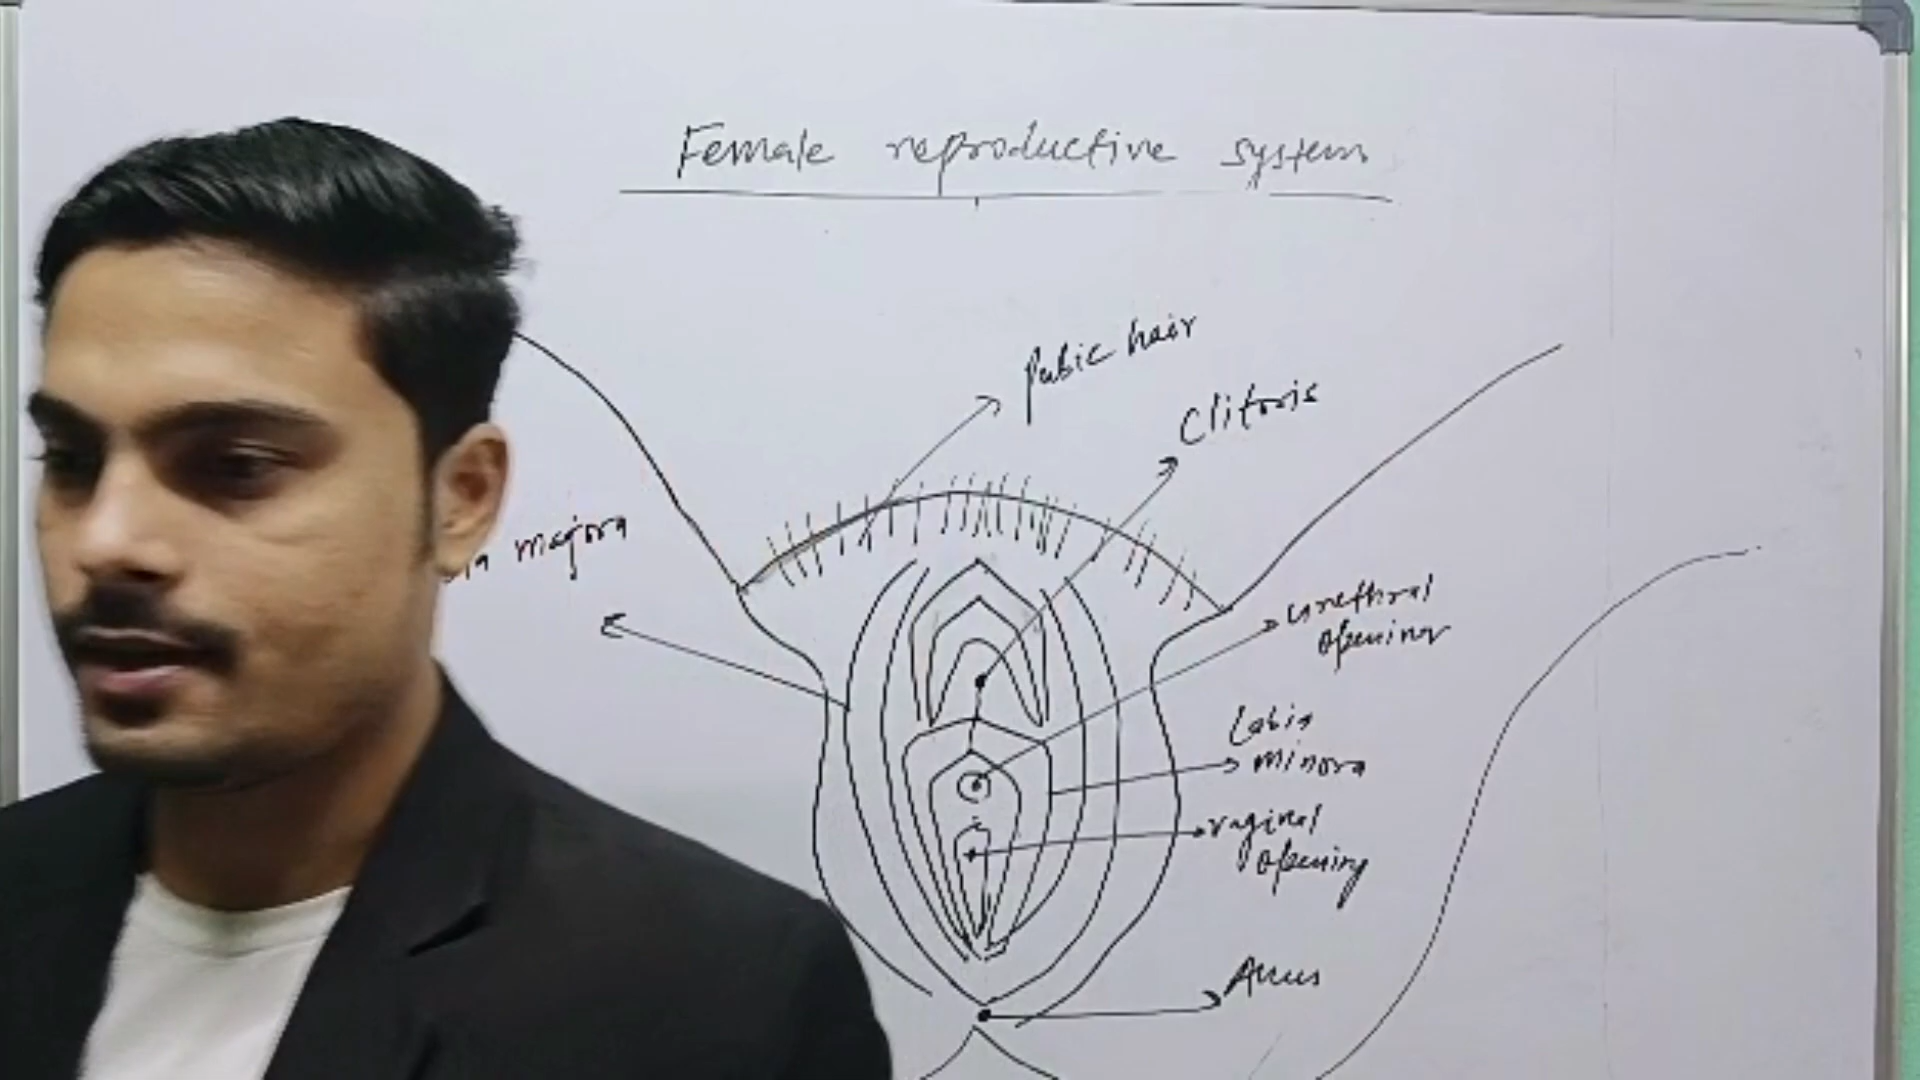 Female reproductive system
Pubic hair
Clitoris
majora
urethral
opening
Labia
minora
vaginal
opening
Anus